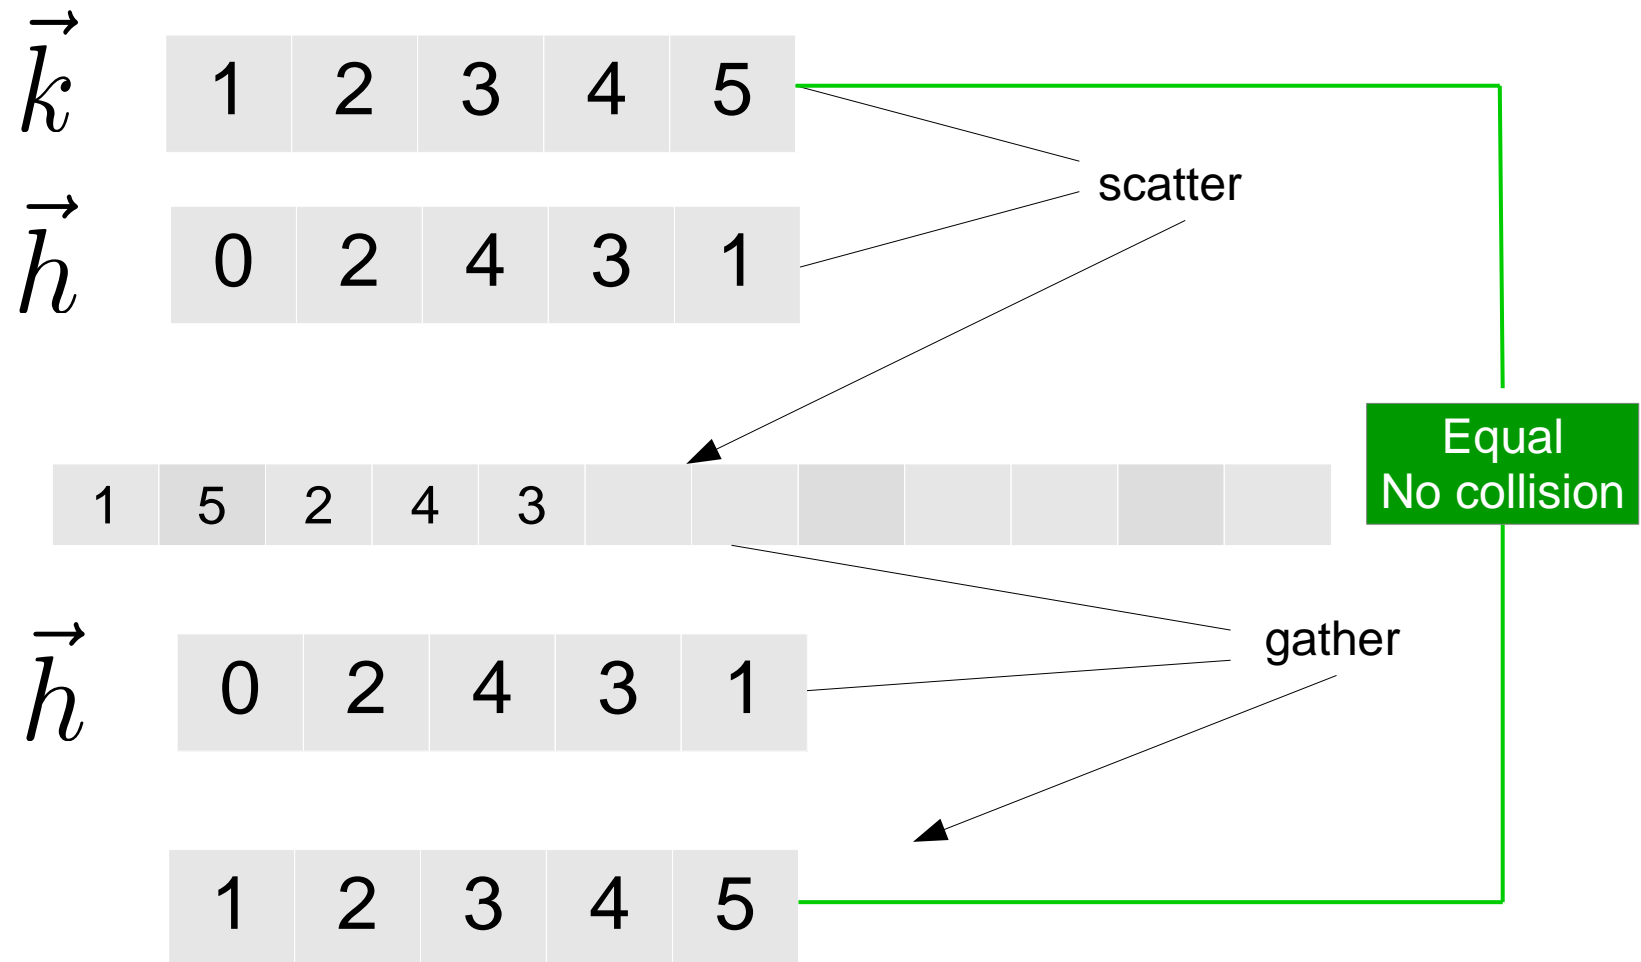 k⃗ 1 2 3 4 5
scatter
h⃗ 0 2 4 3 1
Equal
No collision
1 5 2 4 3
gather
h⃗ 0 2 4 3 1
1 2 3 4 5